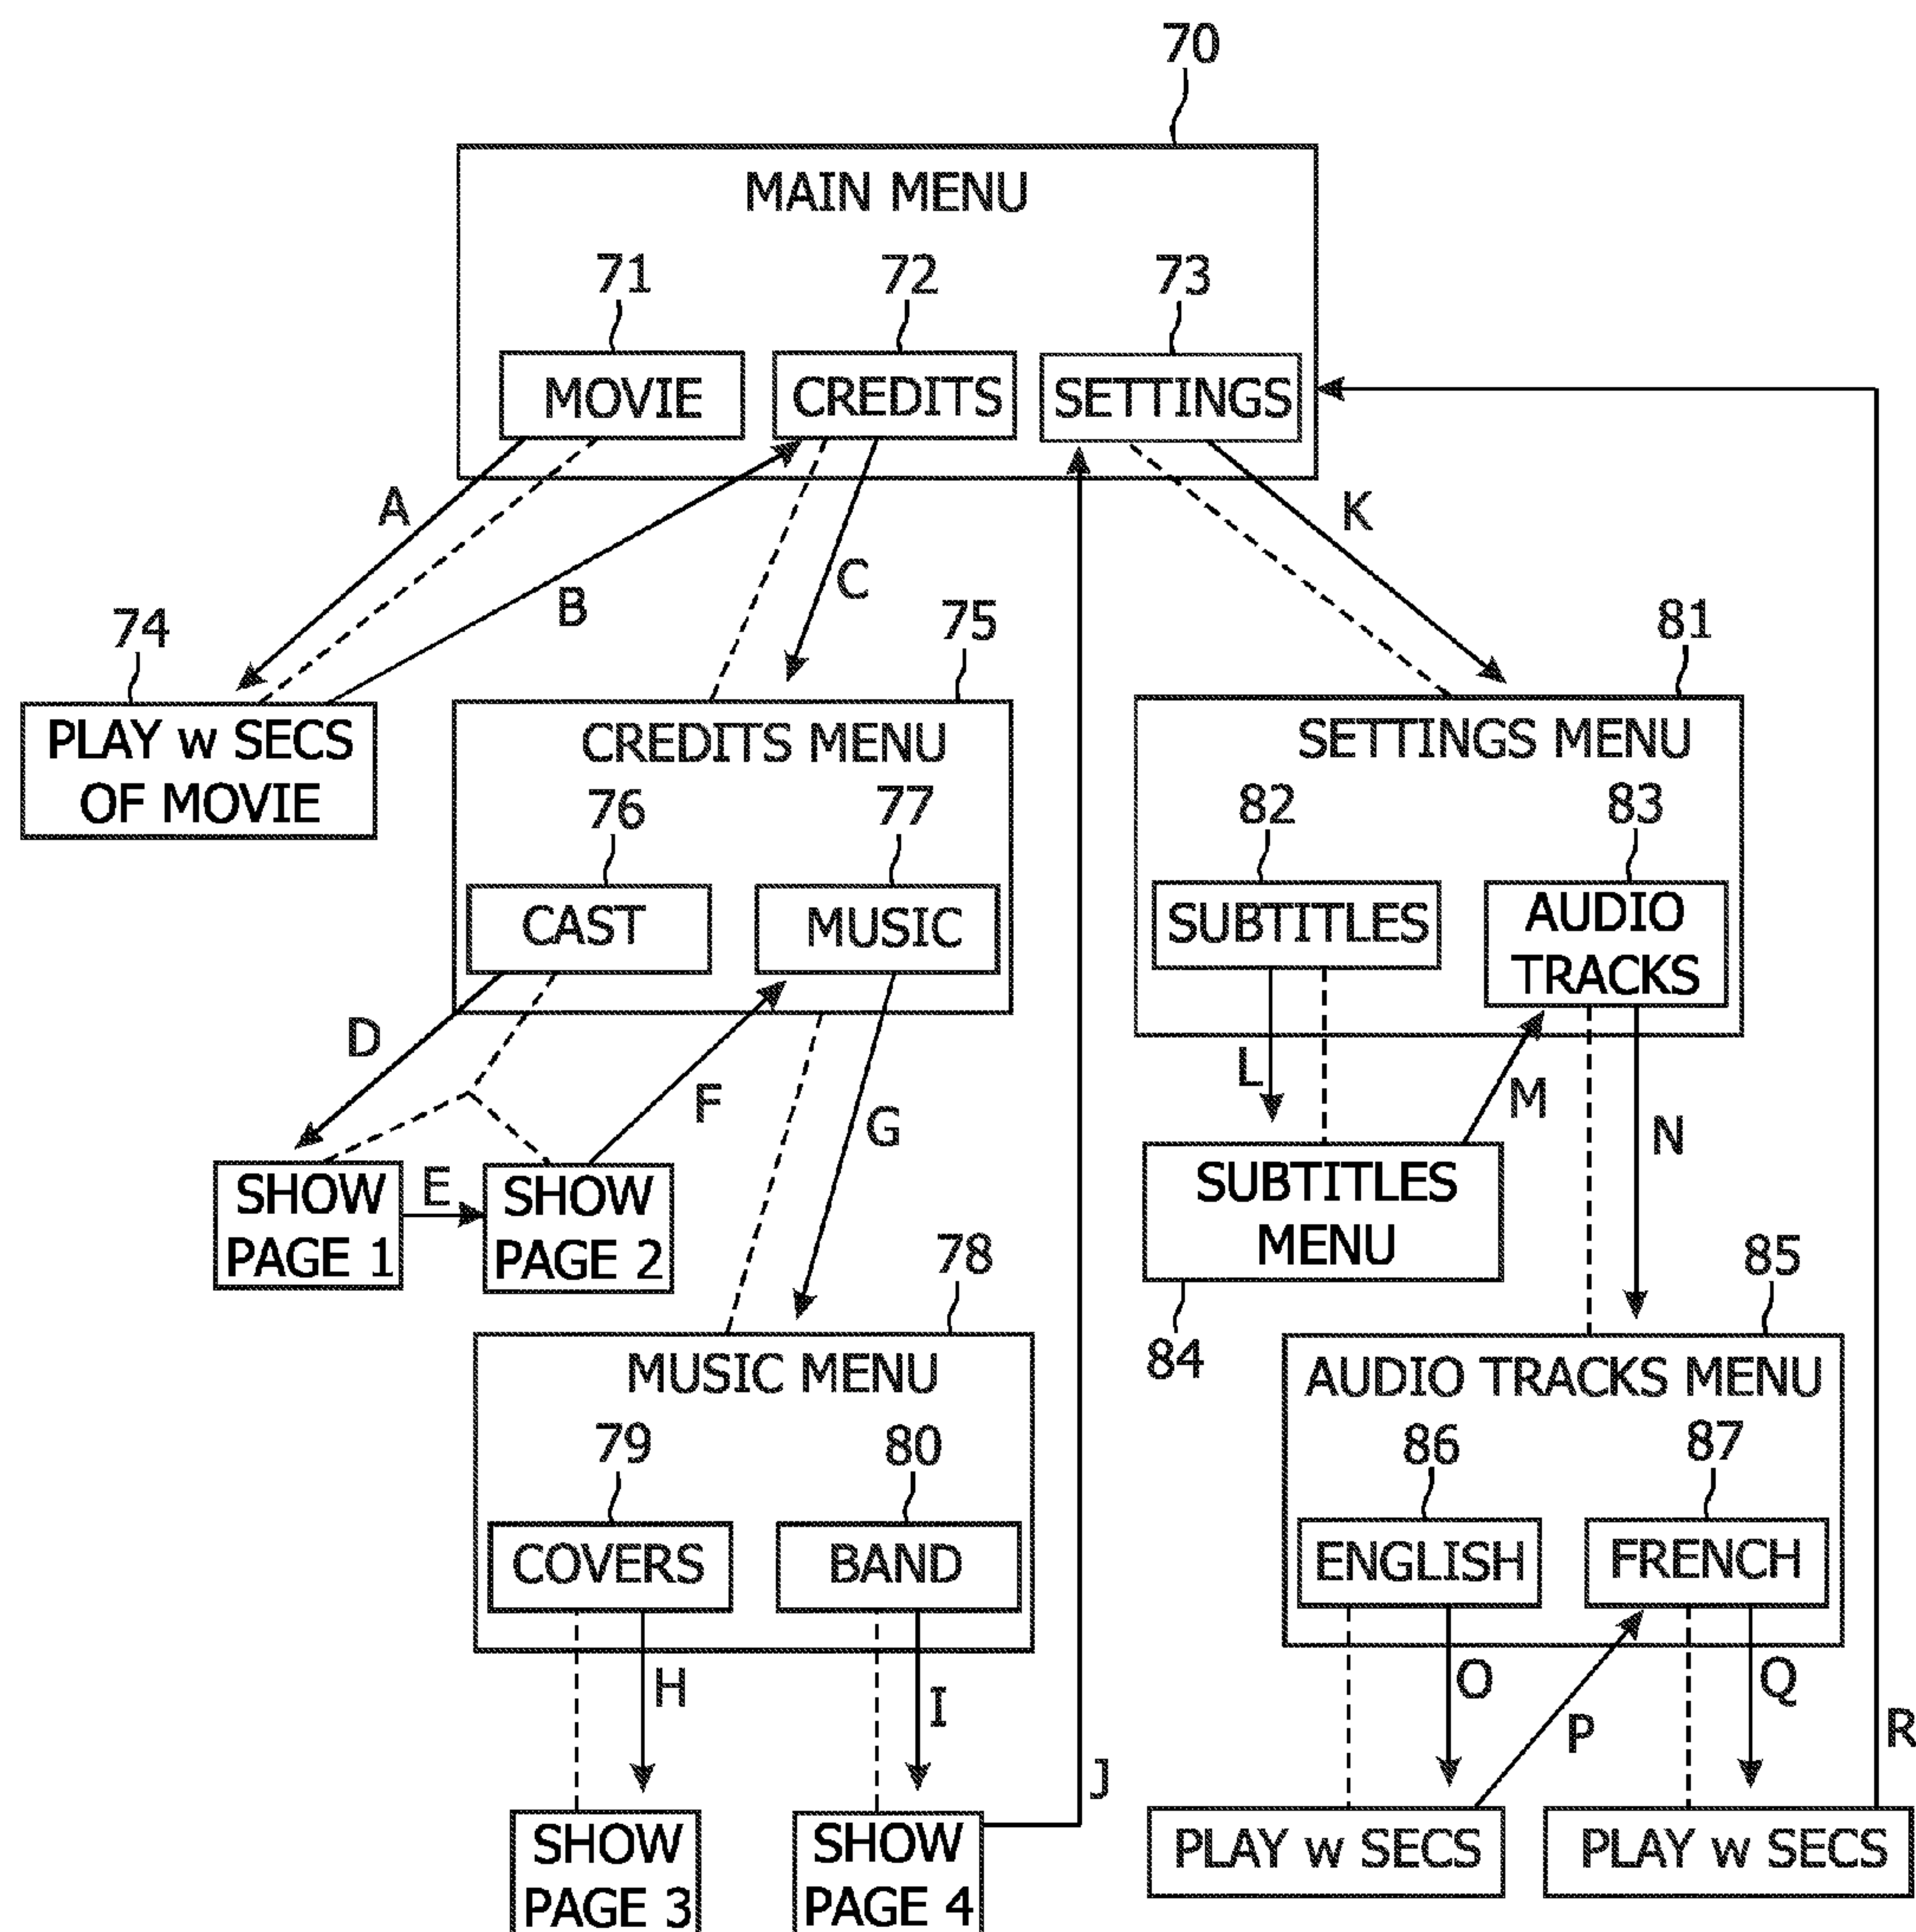 70
MAIN MENU
71
72
73
MOVIE
CREDITS
SETTINGS
A
B
C
K
74
75
81
PLAY w SECS
OF MOVIE
CREDITS MENU
SETTINGS MENU
76
77
82
83
CAST
MUSIC
SUBTITLES
AUDIO
TRACKS
D
F
G
L
M
N
E
SHOW
PAGE 1
SHOW
PAGE 2
SUBTITLES
MENU
78
84
85
MUSIC MENU
AUDIO TRACKS MENU
79
80
86
87
COVERS
BAND
ENGLISH
FRENCH
H
I
J
O
P
Q
R
SHOW
PAGE 3
SHOW
PAGE 4
PLAY w SECS
PLAY w SECS